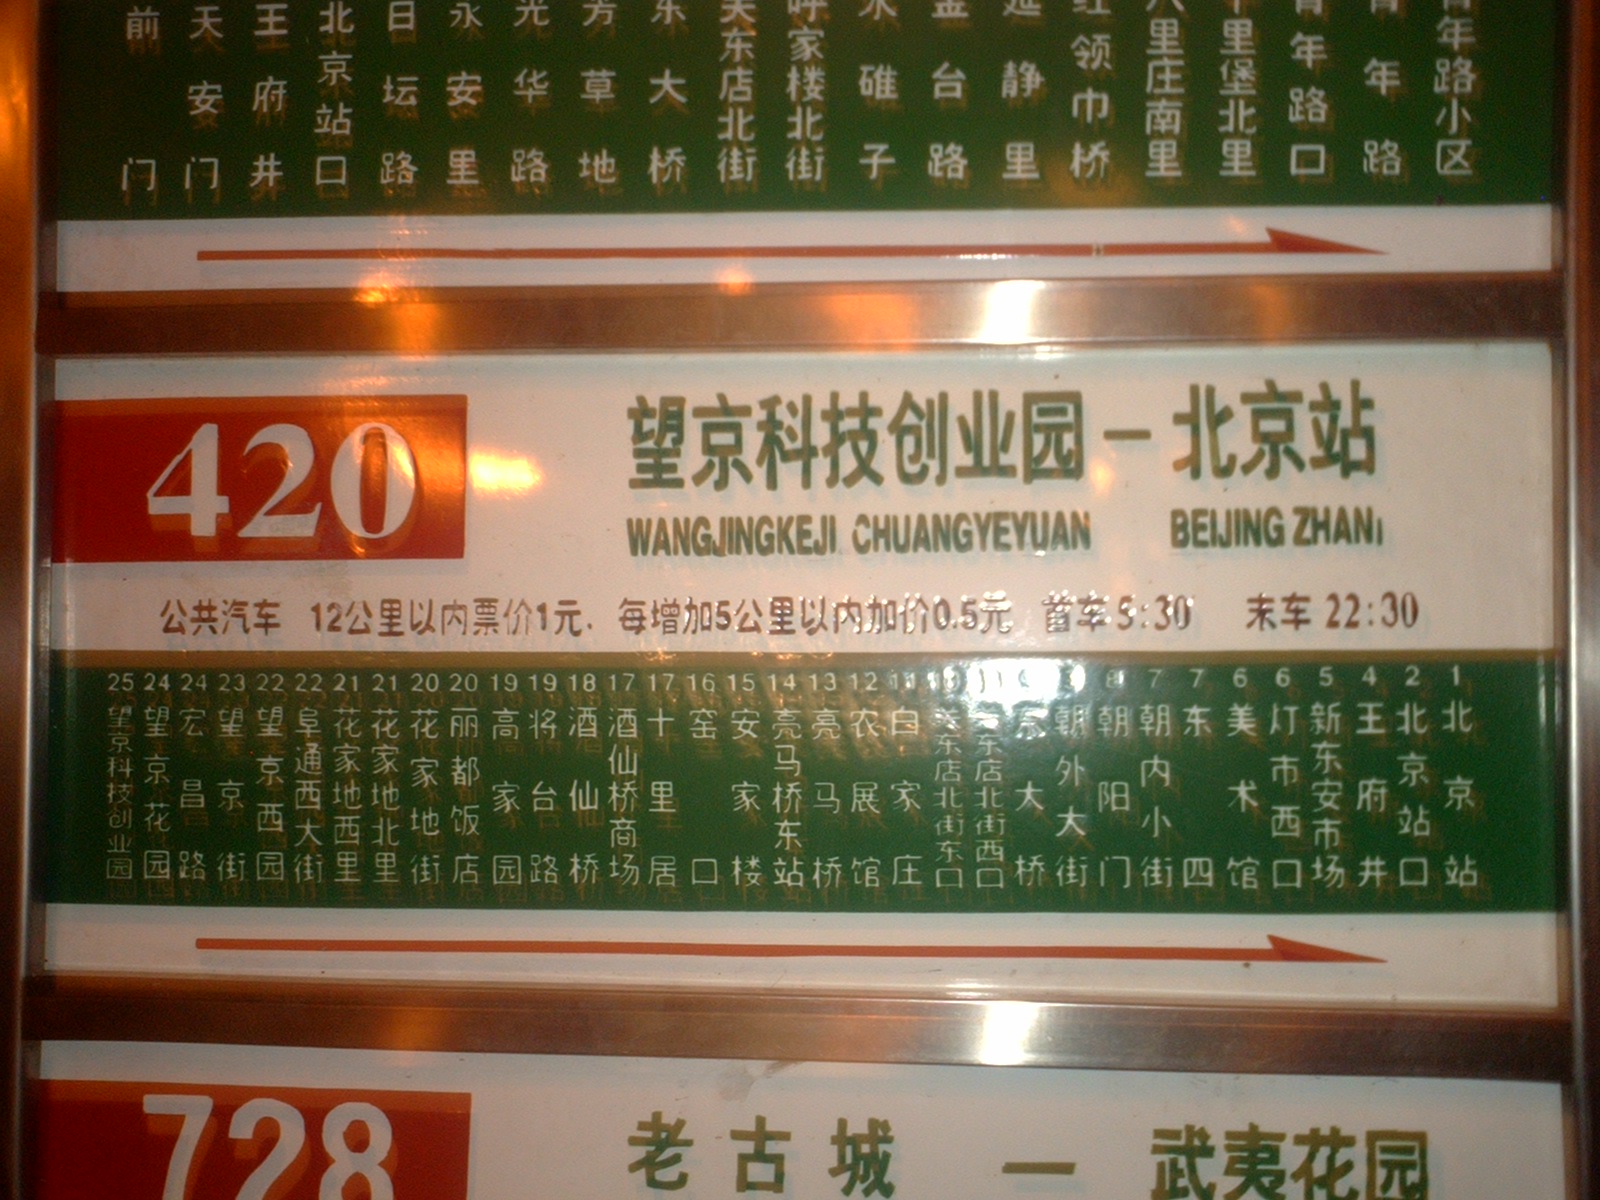 前门
天安门
王府井
北京站口
日坛路
永安里
光华路
芳草地
东大桥
关东店北街
呼家楼北街
水碓子
金台路
延静里
红领巾桥
八里庄南里
十里堡北里
青年路口
青年路
青年路小区
420
望京科技创业园－北京站
WANGJINGKEJI CHUANGYEYUAN BEIJING ZHAN
公共汽车 12公里以内票价1元. 每增加5公里以内加价0.5元 首车5:30 末车22:30
25 望京科技创业园
24 望京花园
24 宏昌路
23 望京街
22 望京西园
22 阜通西大街
21 花家地西里
21 花家地北里
20 花家地街
20 丽都饭店
19 高家园
19 将台路
18 酒仙桥
17 酒仙桥商场
17 十里居
16 窑口
15 安家楼
14 亮马桥东站
13 亮马桥
12 农展馆
11 白家庄
关东店北街东口
关东店北街西口
东大桥
朝外大街
8 朝阳门
7 朝内小街
7 东四
6 美术馆
6 灯市西口
5 新东安市场
4 王府井
2 北京站口
1 北京站
728
老古城 — 武夷花园